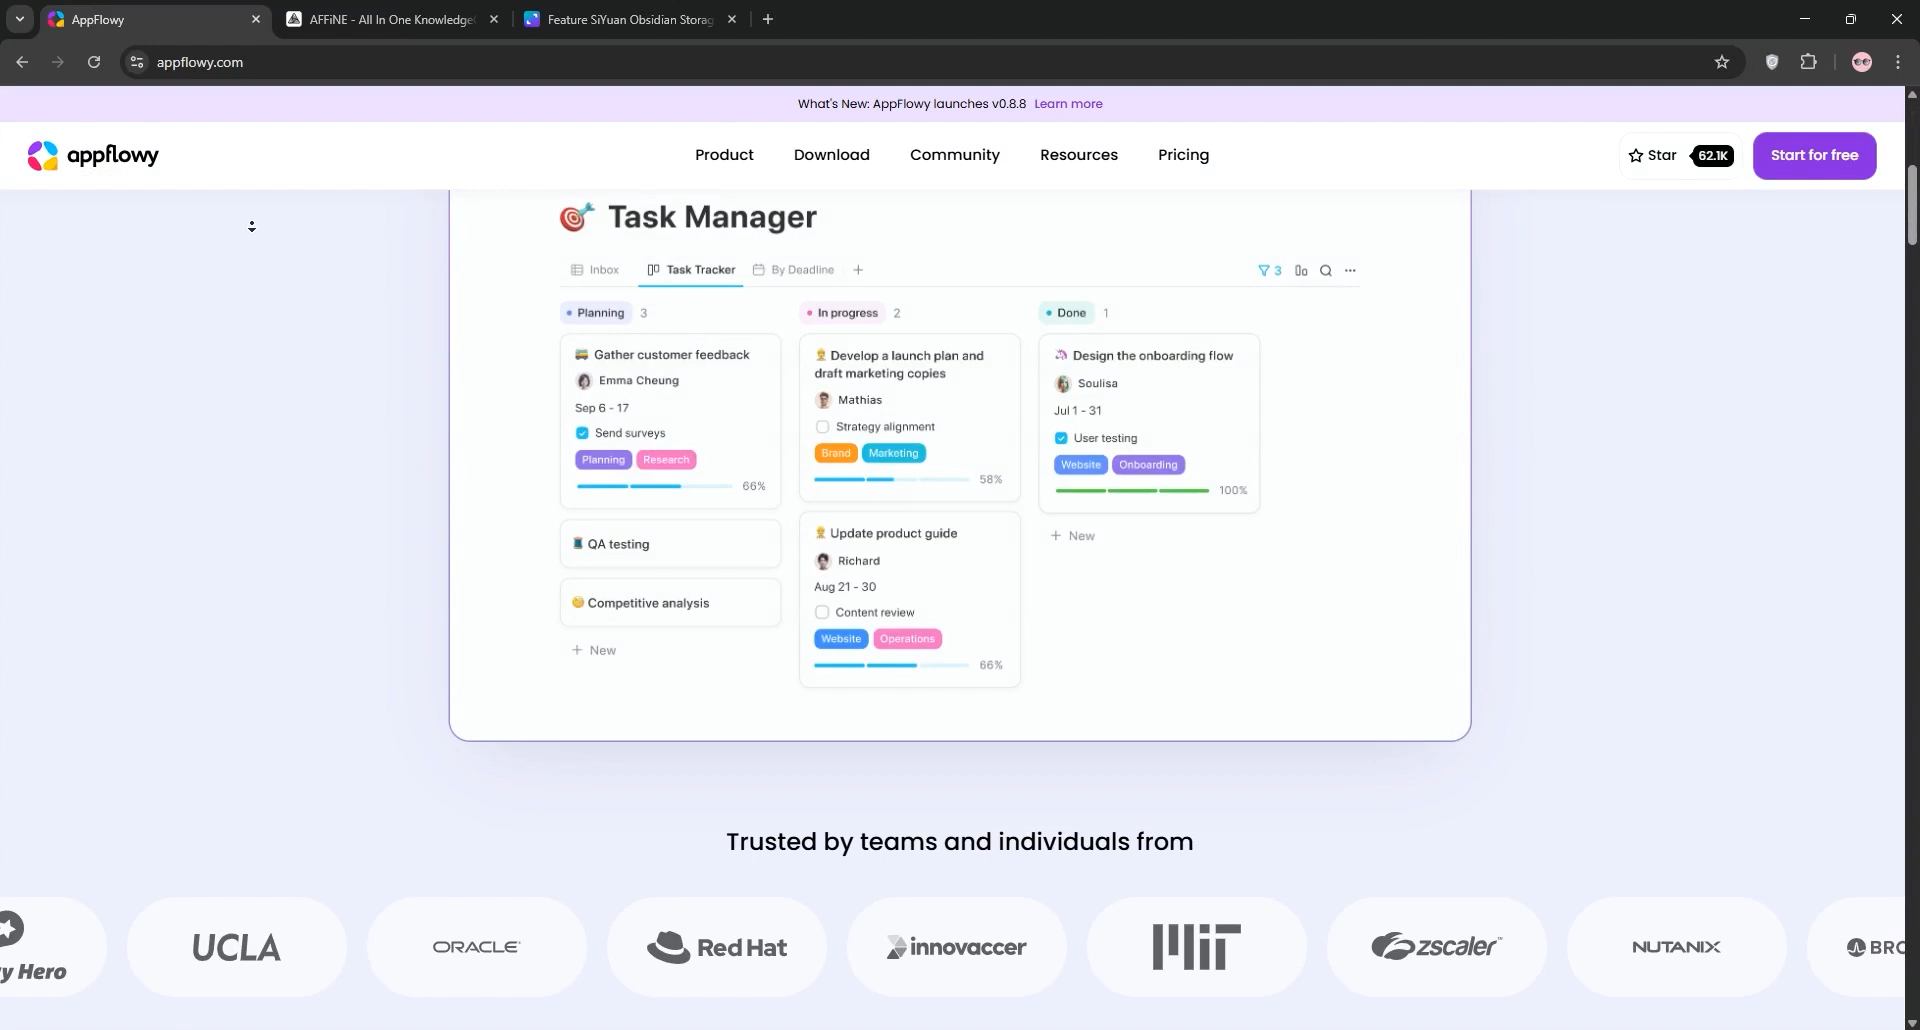 AppFlowy
AFFiNE - All In One Knowledge
Feature SiYuan Obsidian Storag
appflowy.com
What's New: AppFlowy launches v0.8.8 Learn more
appflowy
Product
Download
Community
Resources
Pricing
Star
62.1K
Start for free
Task Manager
Inbox
Task Tracker
By Deadline
3
Planning 3
Gather customer feedback
Emma Cheung
Sep 6 - 17
Send surveys
Planning
Research
66%
QA testing
Competitive analysis
+ New
In progress 2
Develop a launch plan and
draft marketing copies
Mathias
Strategy alignment
Brand
Marketing
58%
Update product guide
Richard
Aug 21 - 30
Content review
Website
Operations
66%
Done 1
Design the onboarding flow
Soulisa
Jul 1 - 31
User testing
Website
Onboarding
100%
+ New
Trusted by teams and individuals from
y Hero
UCLA
ORACLE
Red Hat
innovaccer
MIT
zscaler™
NUTANIX
BRO